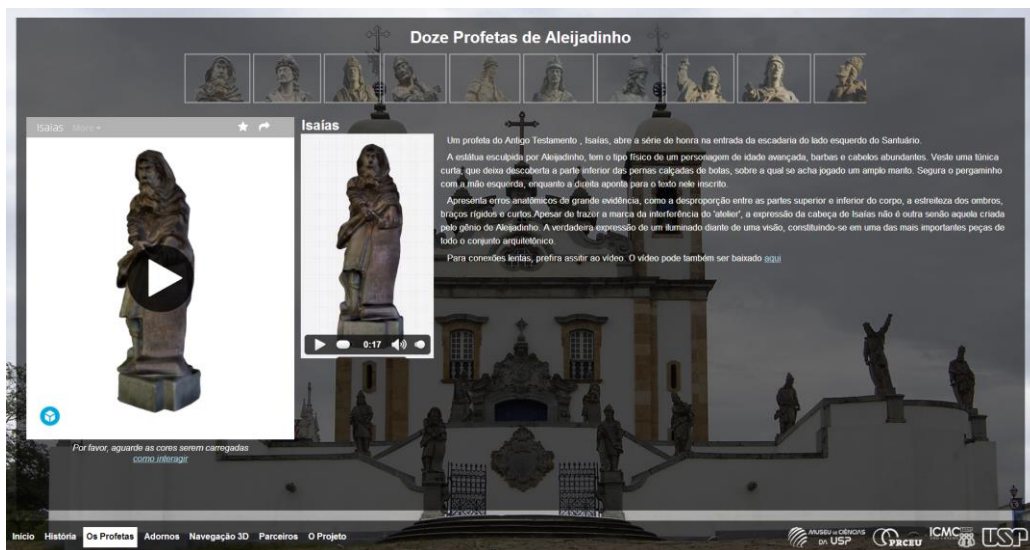 Doze Profetas de Aleijadinho
Isaías More
Isaías
Um profeta do Antigo Testamento , Isaías, abre a série de honra na entrada da escadaria do lado esquerdo do Santuário.
A estátua esculpida por Aleijadinho, tem o tipo físico de um personagem de idade avançada, barbas e cabelos abundantes. Veste uma túnica
curta, que deixa descoberta a parte inferior das pernas calçadas de botas, sobre a qual se acha jogado um amplo manto. Segura o pergaminho
com a mão esquerda, enquanto a direita aponta para o texto nele inscrito.
Apresenta erros anatômicos de grande evidência, como a desproporção entre as partes superior e inferior do corpo, a estreiteza dos ombros,
braços rígidos e curtos.Apesar de trazer a marca da interferência do 'atelier', a expressão da cabeça de Isaías não é outra senão aquela criada
pelo gênio de Aleijadinho. A verdadeira expressão de um iluminado diante de uma visão, constituindo-se em uma das mais importantes peças de
todo o conjunto arquitetônico.
Para conexões lentas, prefira assitir ao vídeo. O vídeo pode também ser baixado aqui
0:17
Por favor, aguarde as cores serem carregadas
como interagir
Início História Os Profetas Adornos Navegação 3D Parceiros O Projeto
MUSEU DE CIÊNCIAS
DA USP
PRCEU
ICMC
USP